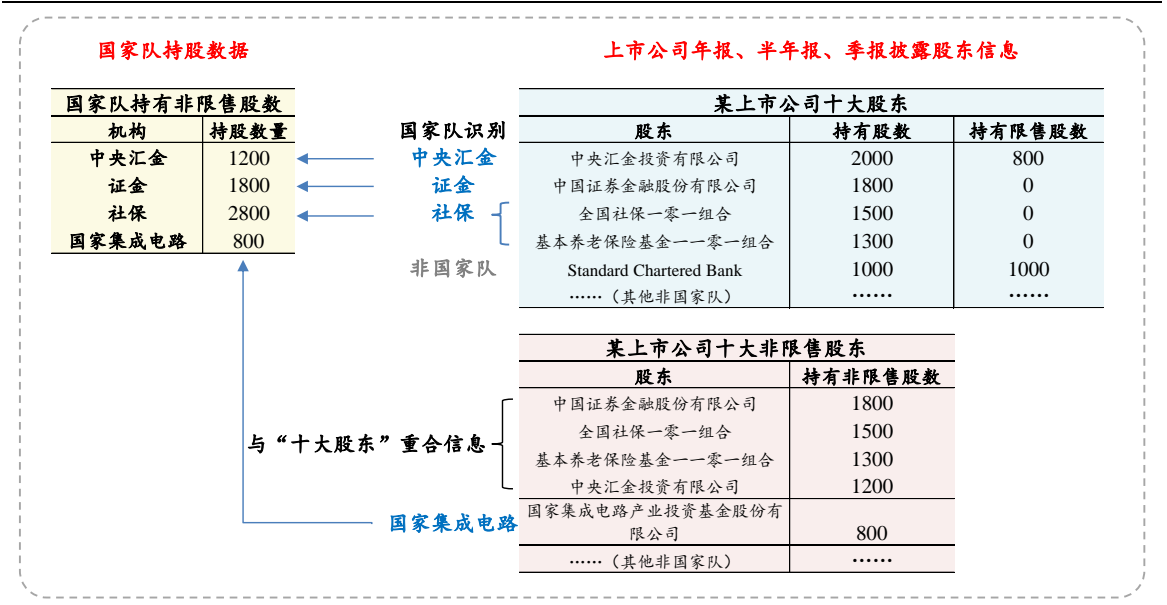 国家队持股数据
国家队持有非限售股数
机构 持股数量
中央汇金 1200
证金 1800
社保 2800
国家集成电路 800
国家队识别
中央汇金
证金
社保
非国家队
上市公司年报、半年报、季报披露股东信息
某上市公司十大股东
股东 持有股数 持有限售股数
中央汇金投资有限公司 2000 800
中国证券金融股份有限公司 1800 0
全国社保一零一组合 1500 0
基本养老保险基金一一零一组合 1300 0
Standard Chartered Bank 1000 1000
……（其他非国家队） …… ……
某上市公司十大非限售股东
股东 持有非限售股数
中国证券金融股份有限公司 1800
全国社保一零一组合 1500
基本养老保险基金一一零一组合 1300
中央汇金投资有限公司 1200
国家集成电路产业投资基金股份有
限公司 800
……（其他非国家队） ……
与“十大股东”重合信息
国家集成电路